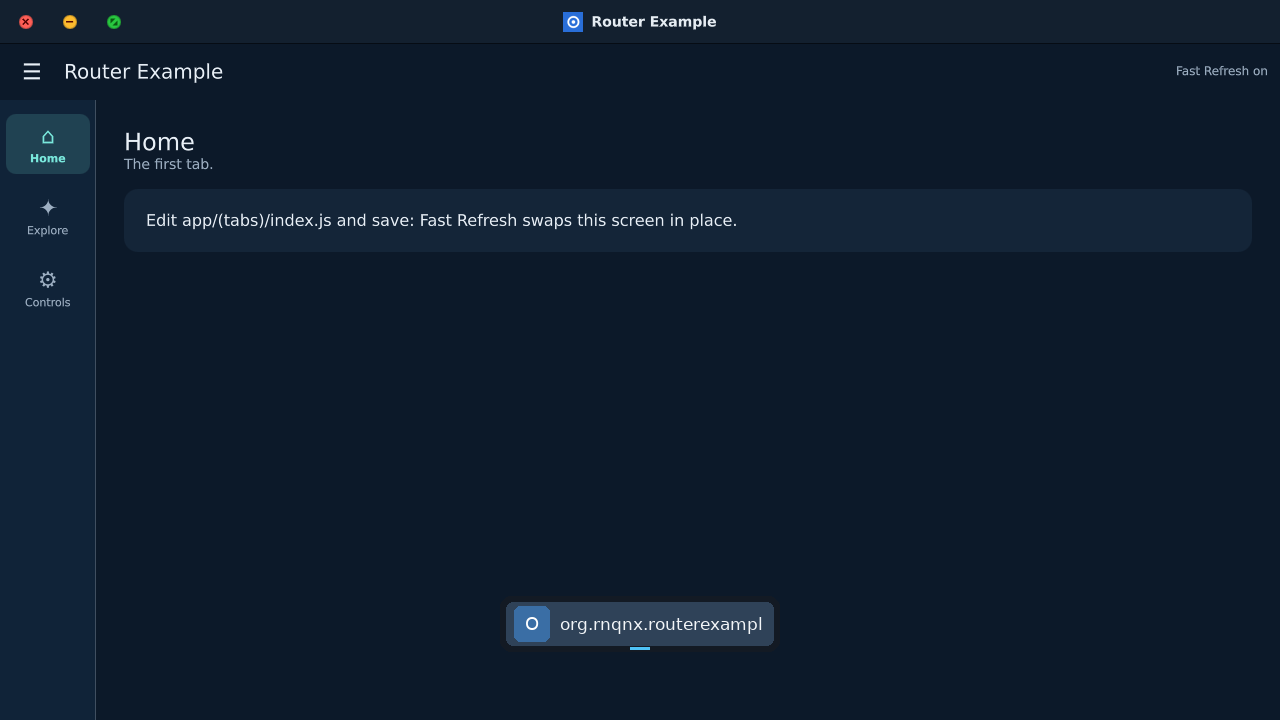 Router Example
Router Example
Fast Refresh on
Home
Explore
Controls
Home
The first tab.
Edit app/(tabs)/index.js and save: Fast Refresh swaps this screen in place.
O
org.rnqnx.routerexampl